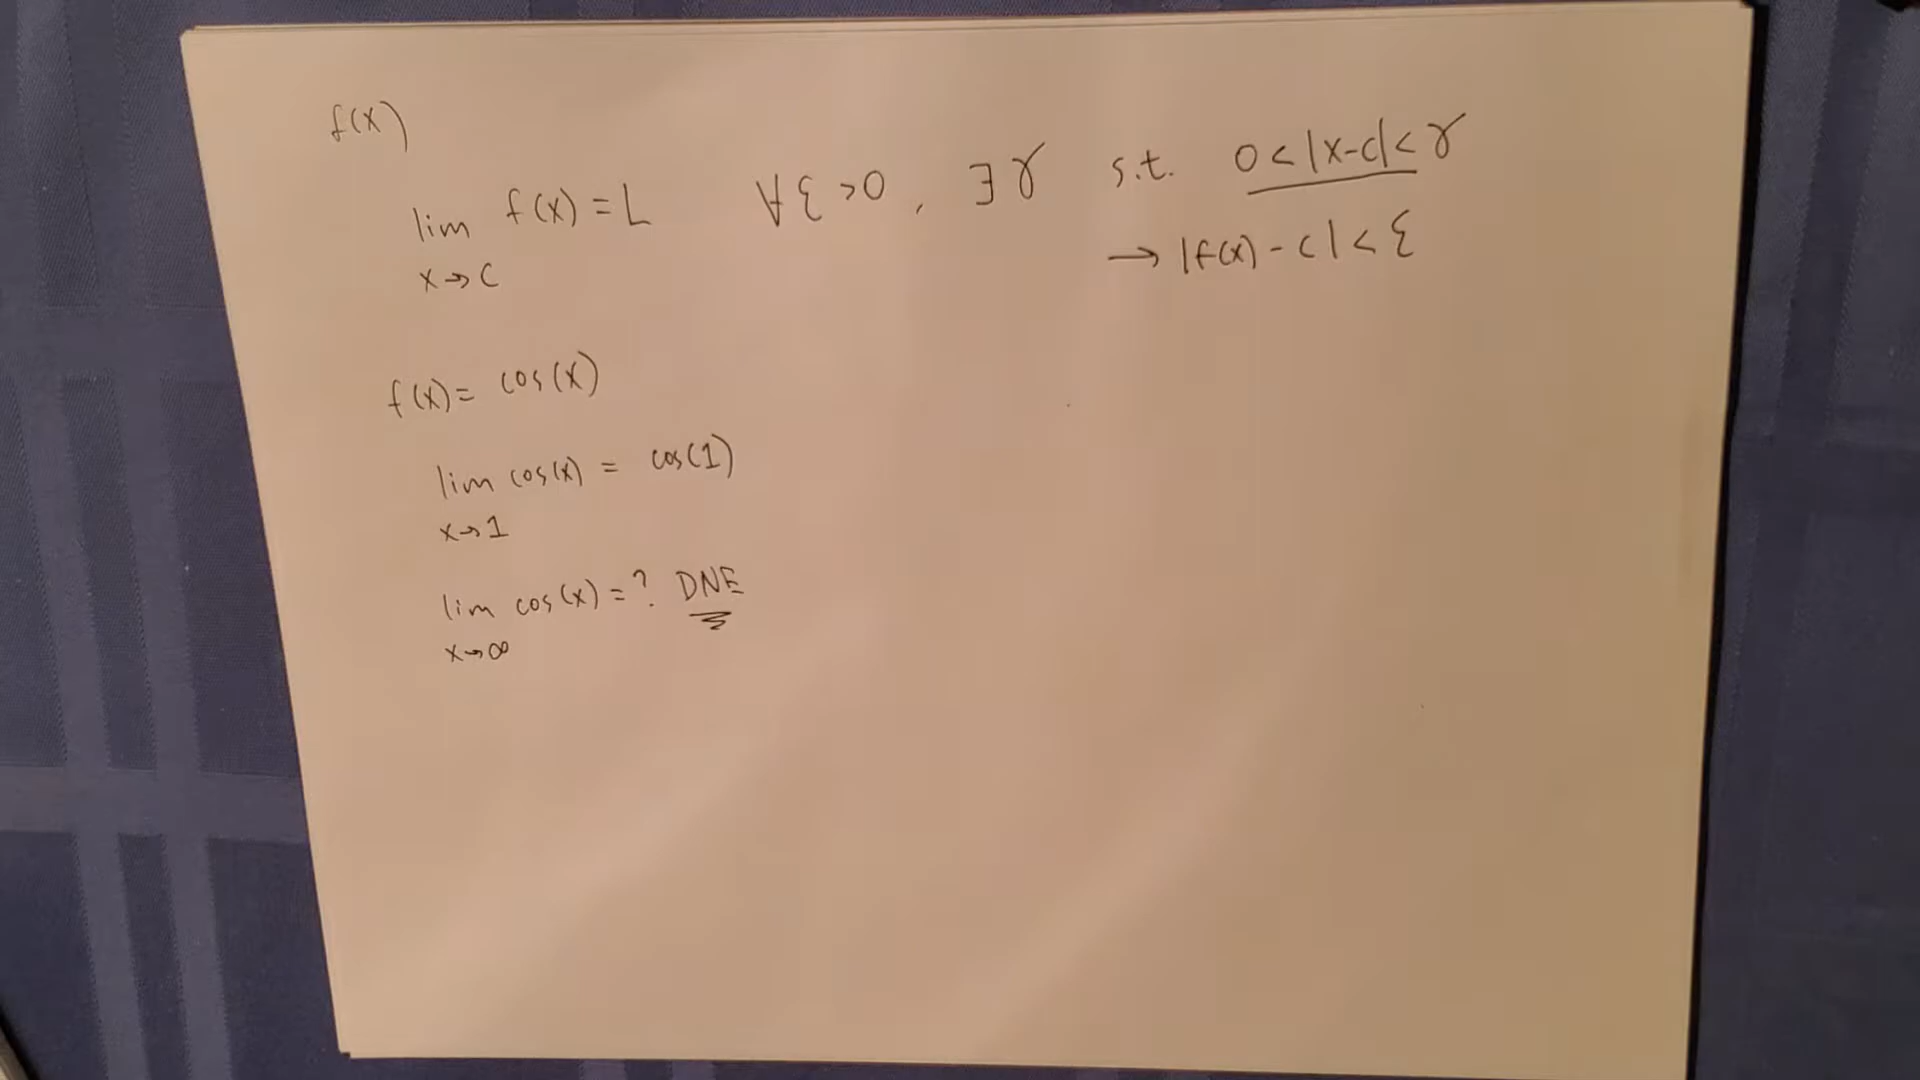 f(x)
lim f(x) = L ∀ ε >0 , ∃ γ s.t. 0 < |x-c| < γ
x→c → |f(x) - c| < ε
f(x) = cos(x)
lim cos(x) = cos(1)
x→1
lim cos(x) = ? DNE
x→∞